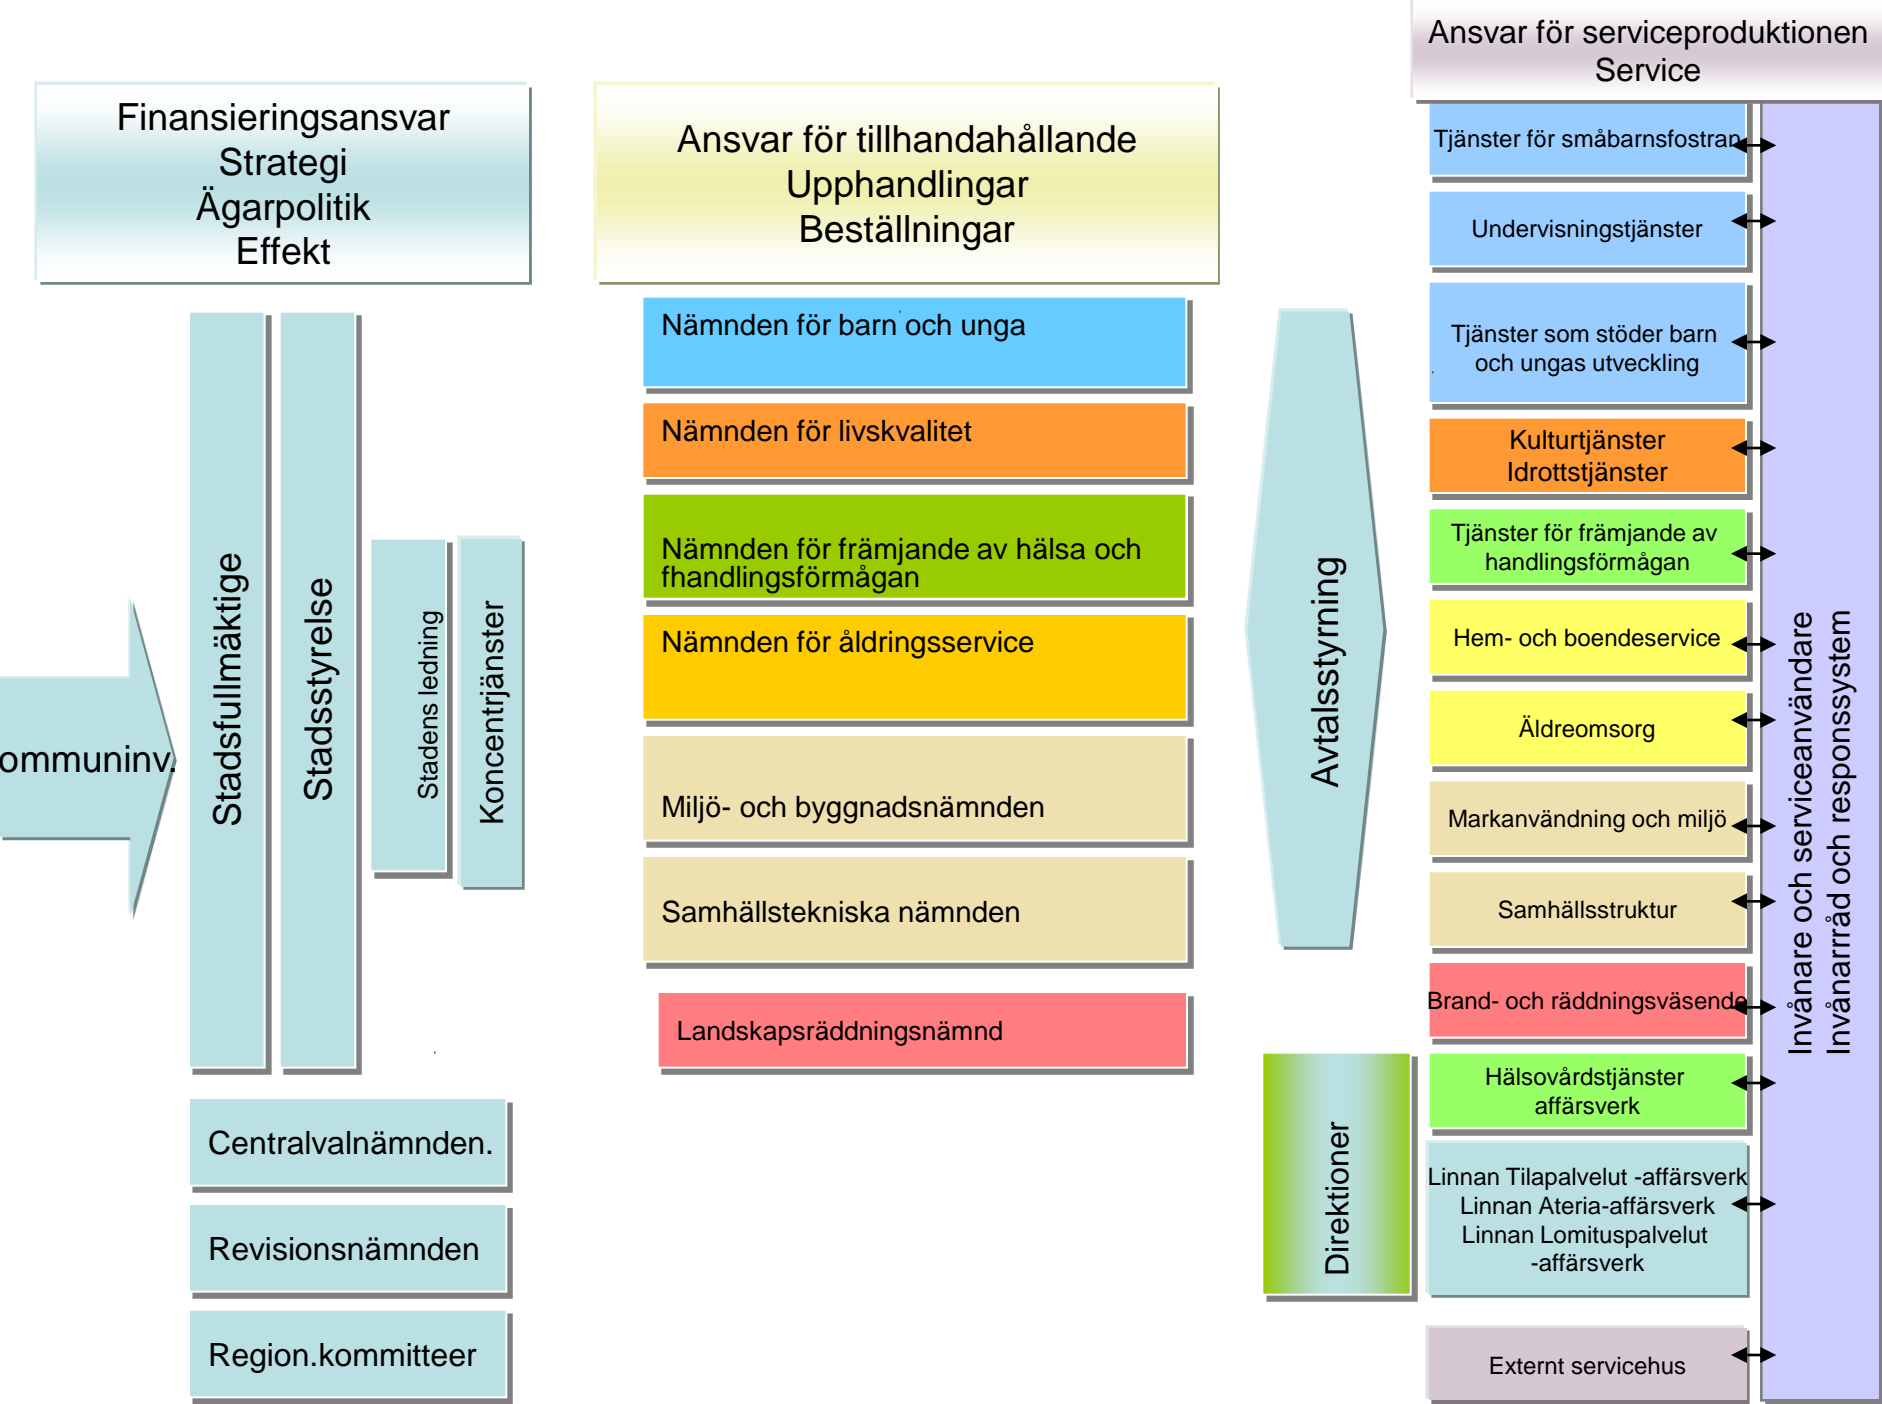 Finansieringsansvar
Strategi
Ägarpolitik
Effekt
ommuninv.
Stadsfullmäktige
Stadsstyrelse
Stadens ledning
Koncentrjänster
Centralvalnämnden.
Revisionsnämnden
Region.kommitteer
Ansvar för tillhandahållande
Upphandlingar
Beställningar
Nämnden för barn och unga
Nämnden för livskvalitet
Nämnden för främjande av hälsa och
fhandlingsförmågan
Nämnden för åldringsservice
Miljö- och byggnadsnämnden
Samhällstekniska nämnden
Landskapsräddningsnämnd
Avtalsstyrning
Direktioner
Ansvar för serviceproduktionen
Service
Tjänster för småbarnsfostran
Undervisningstjänster
Tjänster som stöder barn
och ungas utveckling
Kulturtjänster
Idrottstjänster
Tjänster för främjande av
handlingsförmågan
Hem- och boendeservice
Äldreomsorg
Markanvändning och miljö
Samhällsstruktur
Brand- och räddningsväsende
Hälsovårdstjänster
affärsverk
Linnan Tilapalvelut -affärsverk
Linnan Ateria-affärsverk
Linnan Lomituspalvelut
-affärsverk
Externt servicehus
Invånare och serviceanvändare
Invånarrråd och responssystem